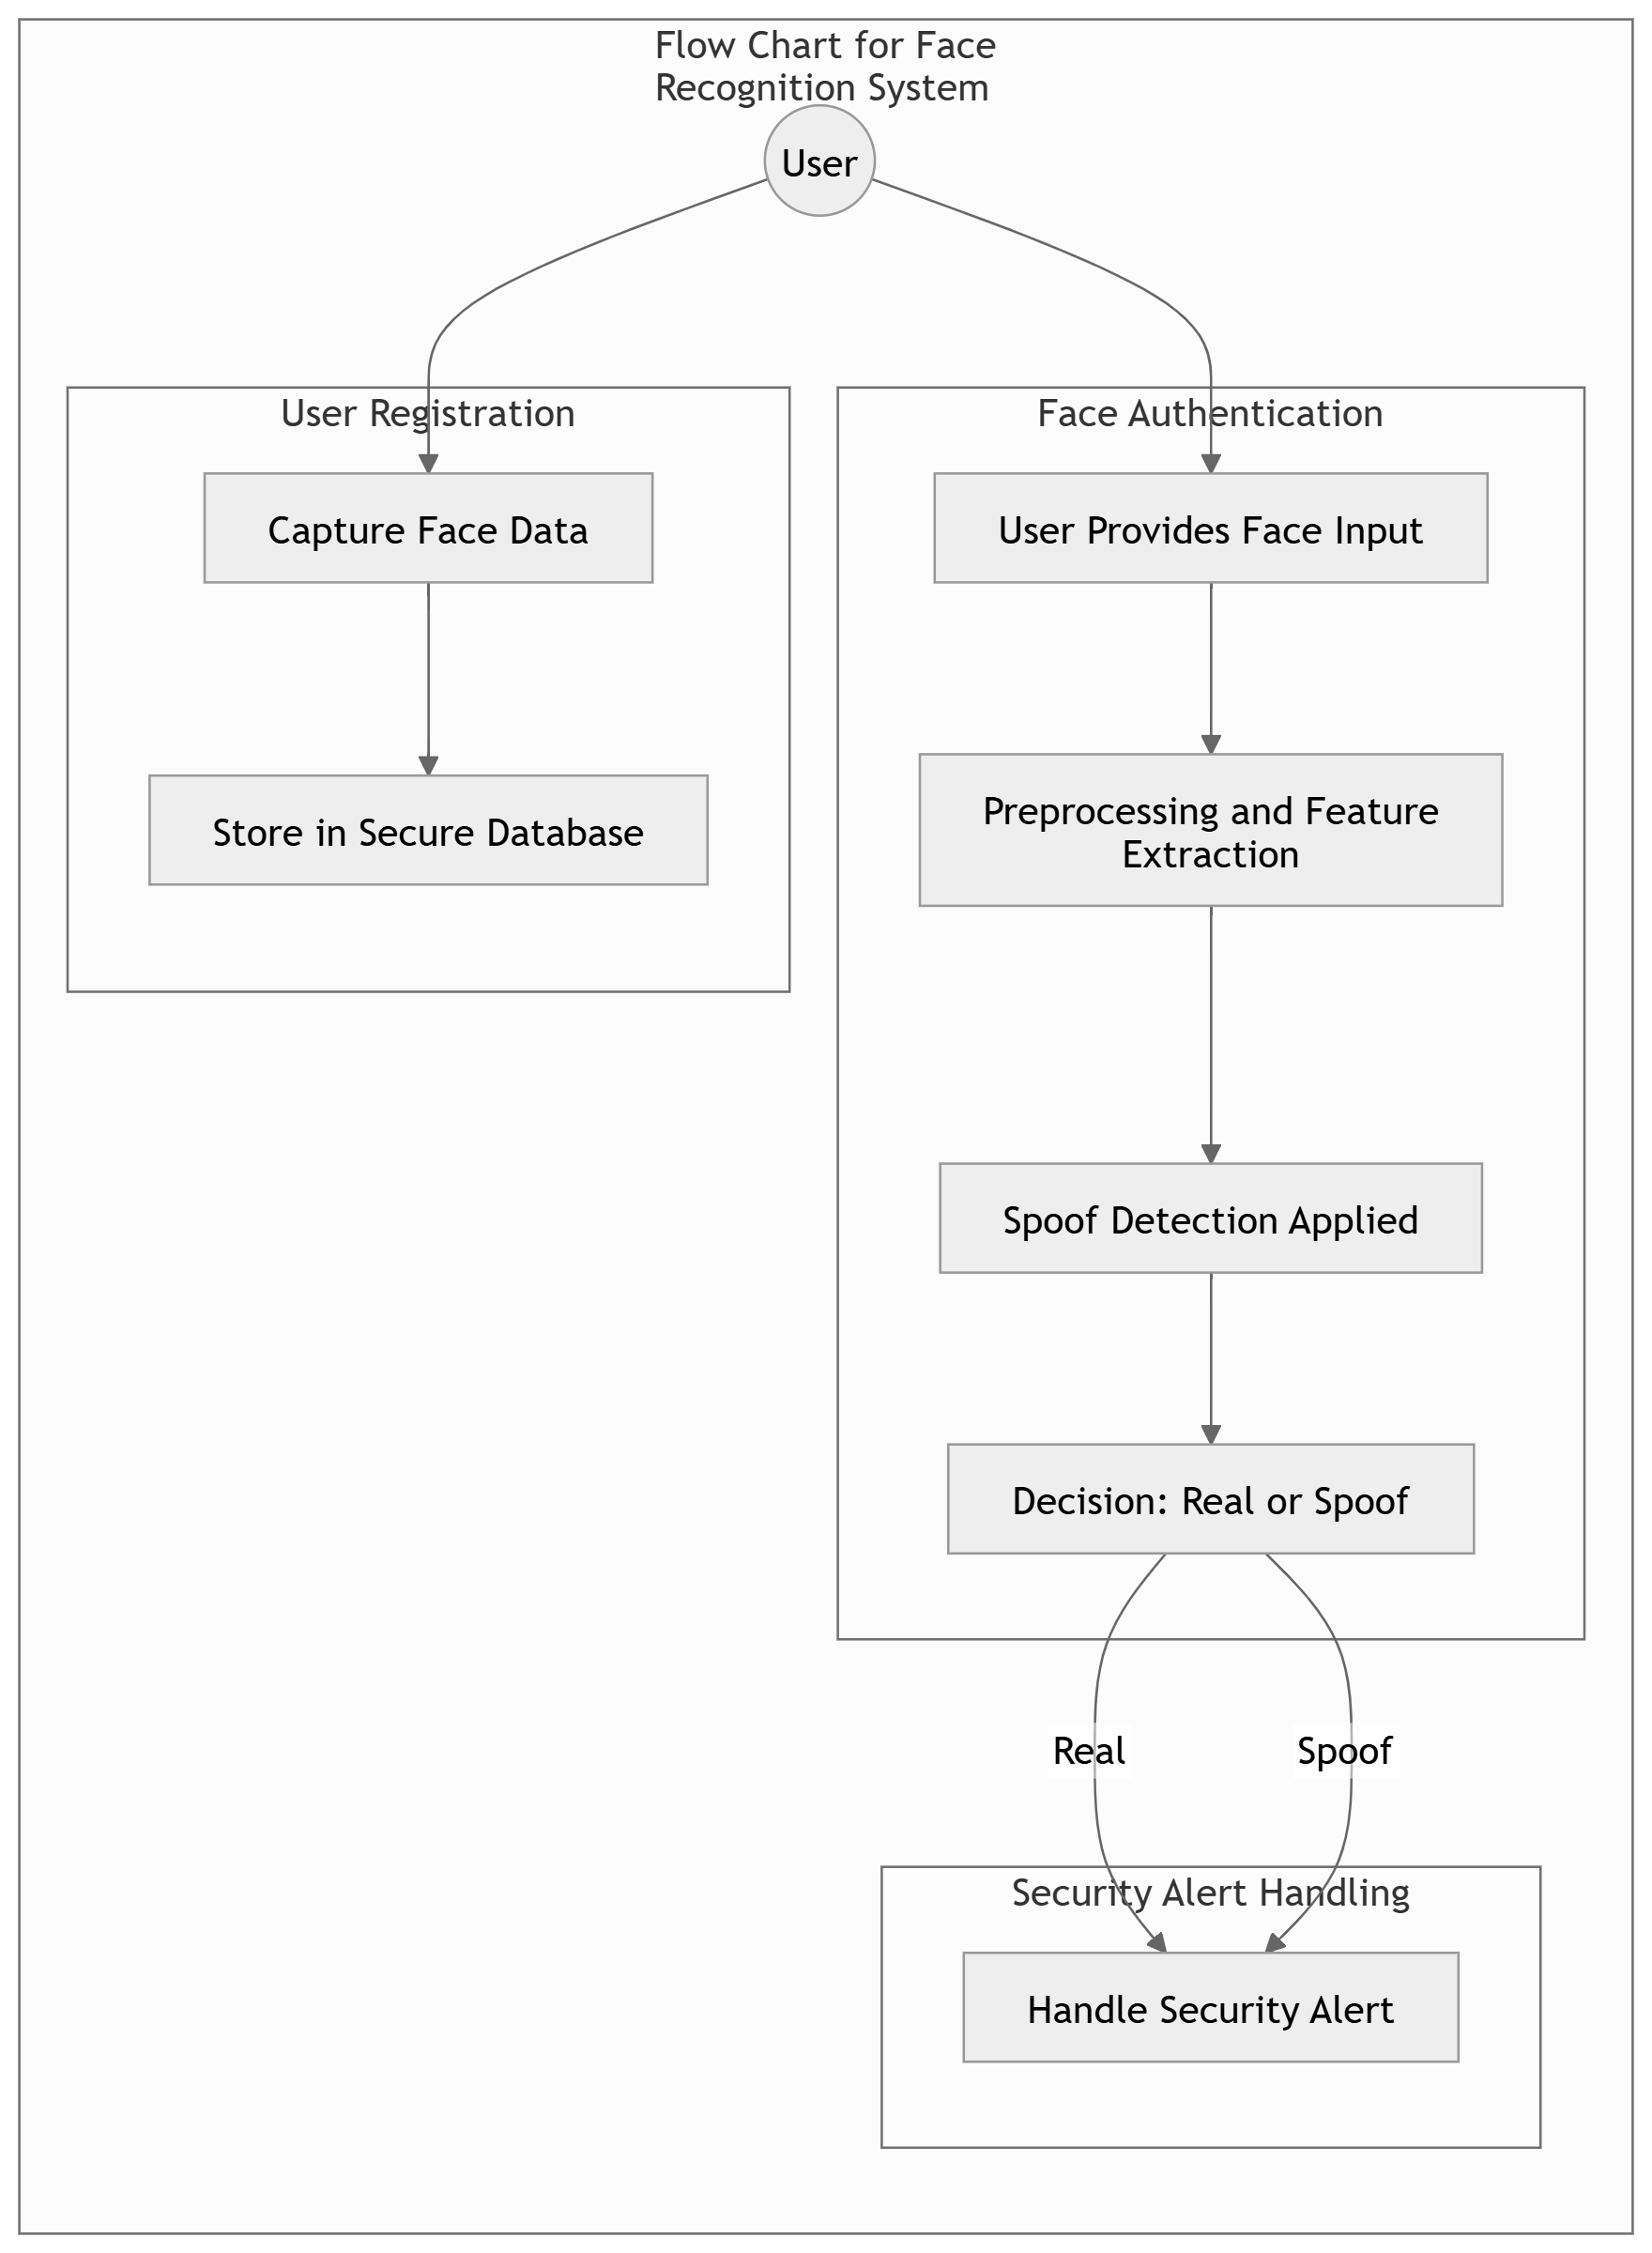 Flow Chart for Face
Recognition System
User
User Registration
Face Authentication
Capture Face Data
User Provides Face Input
Store in Secure Database
Preprocessing and Feature
Extraction
Spoof Detection Applied
Decision: Real or Spoof
Real
Spoof
Security Alert Handling
Handle Security Alert